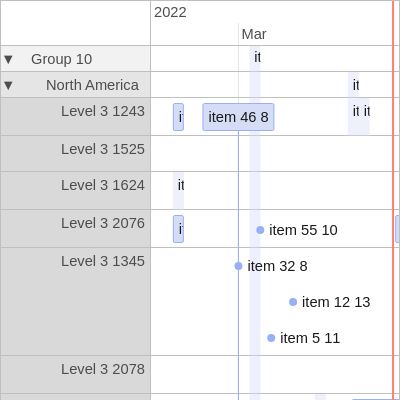 2022
Mar
▼ Group 10 it
▼ North America it
Level 3 1243 item 46 8 it it
Level 3 1525
Level 3 1624 it
Level 3 2076 item 55 10
Level 3 1345 item 32 8
item 12 13
item 5 11
Level 3 2078